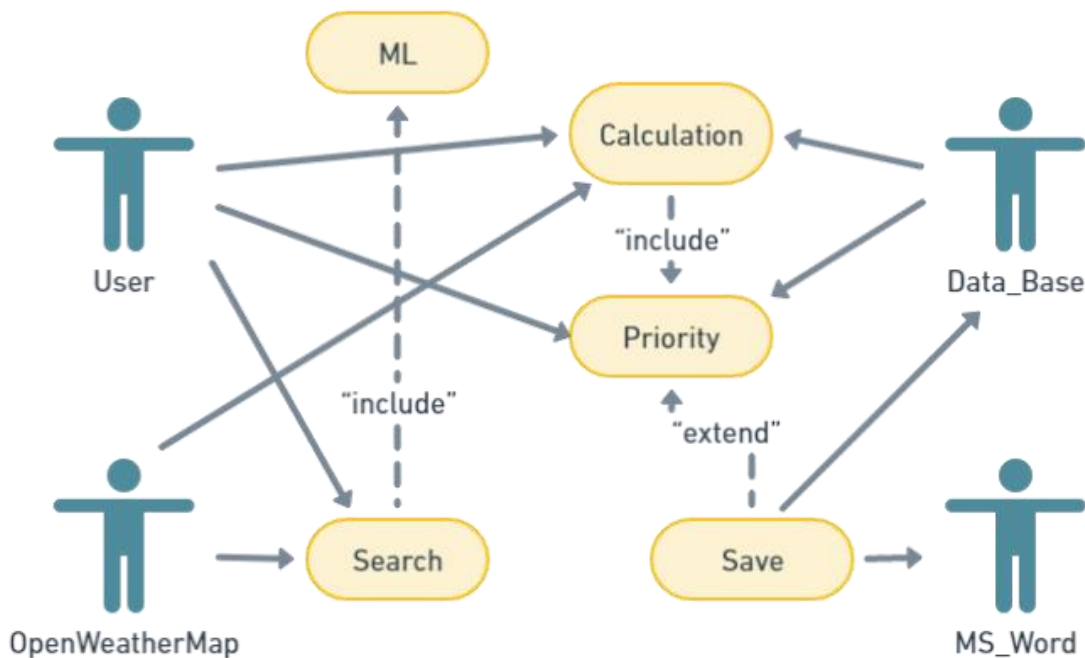 ML
Calculation
User
“include”
Data_Base
Priority
“include”
“extend”
Search
Save
OpenWeatherMap
MS_Word